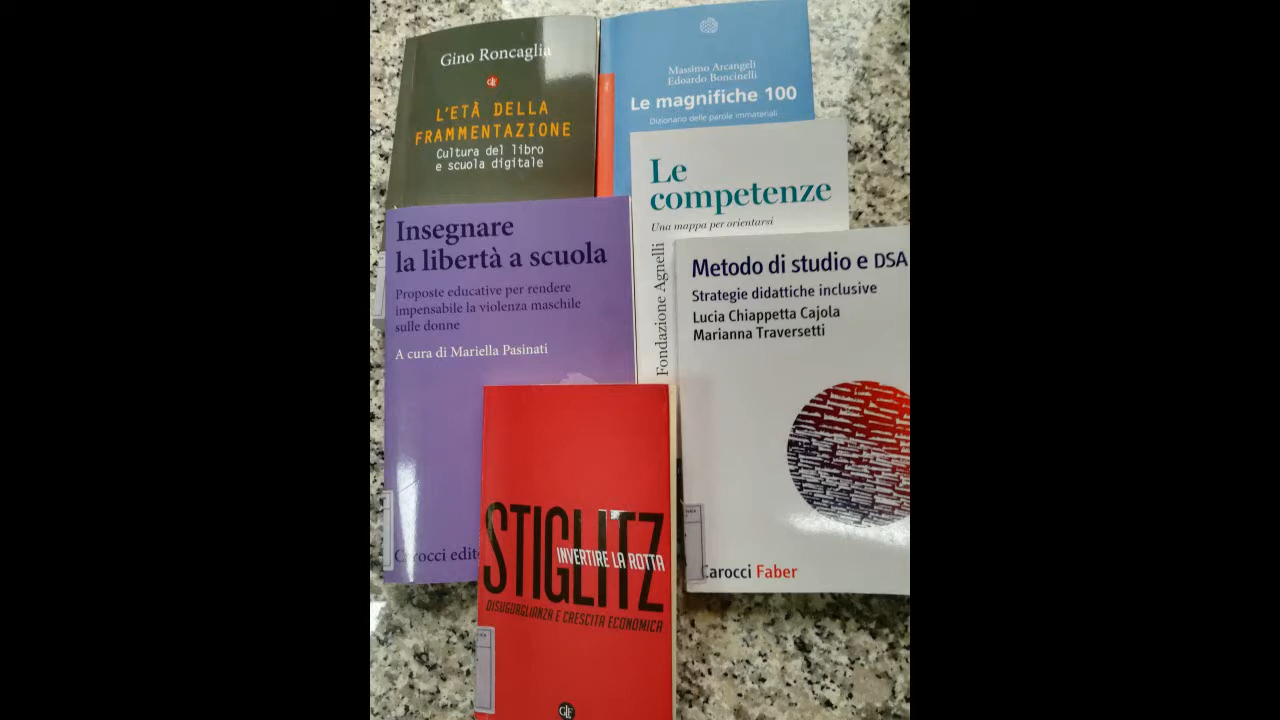 Gino Roncaglia
L'ETÀ DELLA
FRAMMENTAZIONE
Cultura del libro
e scuola digitale
Massimo Arcangeli
Edoardo Boncinelli
Le magnifiche 100
Dizionario delle parole immateriali
Le
competenze
Una mappa per orientarsi
Fondazione Agnelli
Insegnare
la libertà a scuola
Proposte educative per rendere
impensabile la violenza maschile
sulle donne
A cura di Mariella Pasinati
Carocci edit
Metodo di studio e DSA
Strategie didattiche inclusive
Lucia Chiappetta Cajola
Marianna Traversetti
Carocci Faber
STIGLITZ
INVERTIRE LA ROTTA
DISUGUAGLIANZA E CRESCITA ECONOMICA